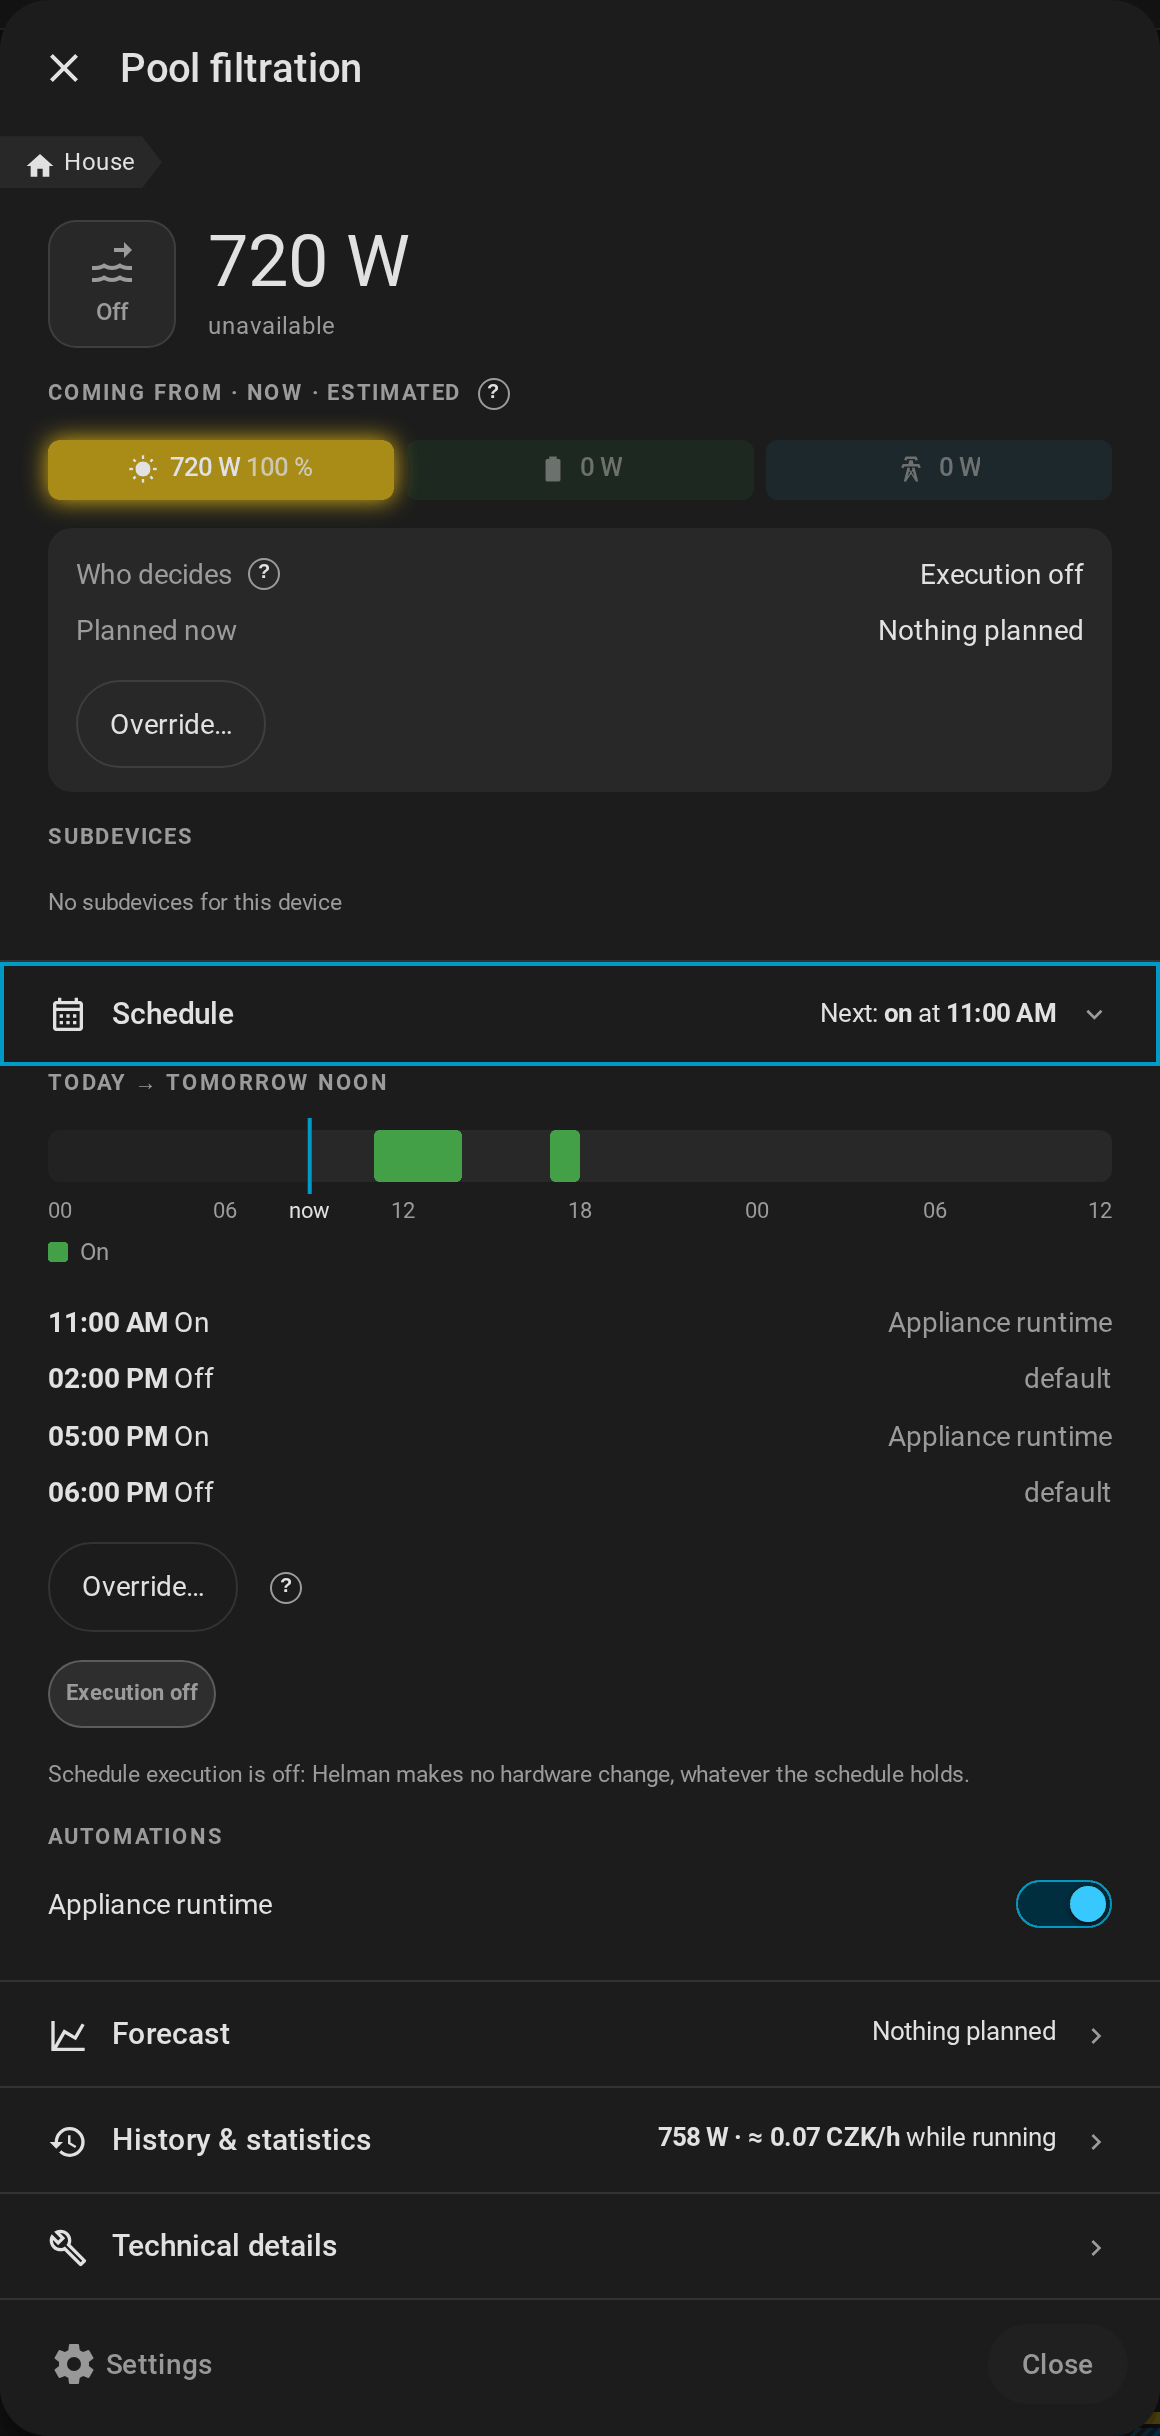 Pool filtration
House
720 W
Off
unavailable
COMING FROM · NOW · ESTIMATED ?
720 W 100 % 0 W 0 W
Who decides ? Execution off
Planned now Nothing planned
Override...
SUBDEVICES
No subdevices for this device
Schedule Next: on at 11:00 AM
TODAY → TOMORROW NOON
00 06 now 12 18 00 06 12
On
11:00 AM On Appliance runtime
02:00 PM Off default
05:00 PM On Appliance runtime
06:00 PM Off default
Override... ?
Execution off
Schedule execution is off: Helman makes no hardware change, whatever the schedule holds.
AUTOMATIONS
Appliance runtime
Forecast Nothing planned
History & statistics 758 W · ≈ 0.07 CZK/h while running
Technical details
Settings Close